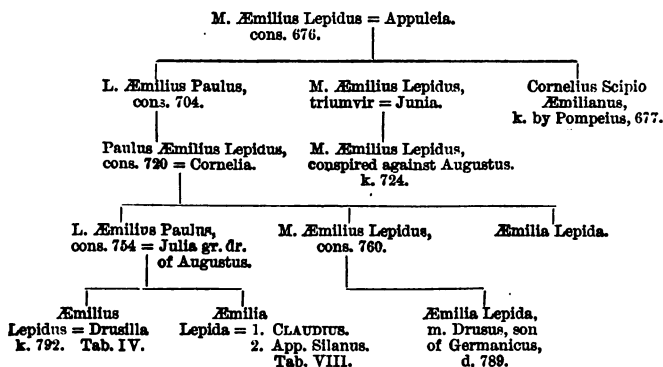 M. Æmilius Lepidus = Appuleia.
cons. 676.
L. Æmilius Paulus,
cons. 704.
M. Æmilius Lepidus,
triumvir = Junia.
Cornelius Scipio
Æmilianus,
k. by Pompeius, 677.
Paulus Æmilius Lepidus,
cons. 720 = Cornelia.
M. Æmilius Lepidus,
conspired against Augustus.
k. 724.
L. Æmilius Paulus,
cons. 754 = Julia gr. dr.
of Augustus.
M. Æmilius Lepidus,
cons. 760.
Æmilia Lepida.
Æmilius
Lepidus = Drusilla
k. 792. Tab. IV.
Æmilia
Lepida = 1. CLAUDIUS.
2. App. Silanus.
Tab. VIII.
Æmilia Lepida,
m. Drusus, son
of Germanicus,
d. 789.